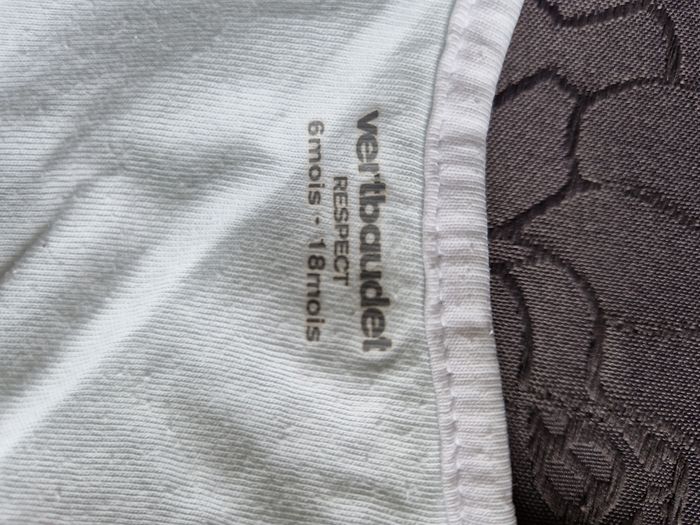 vertbaudet
RESPECT
6mois - 18mois